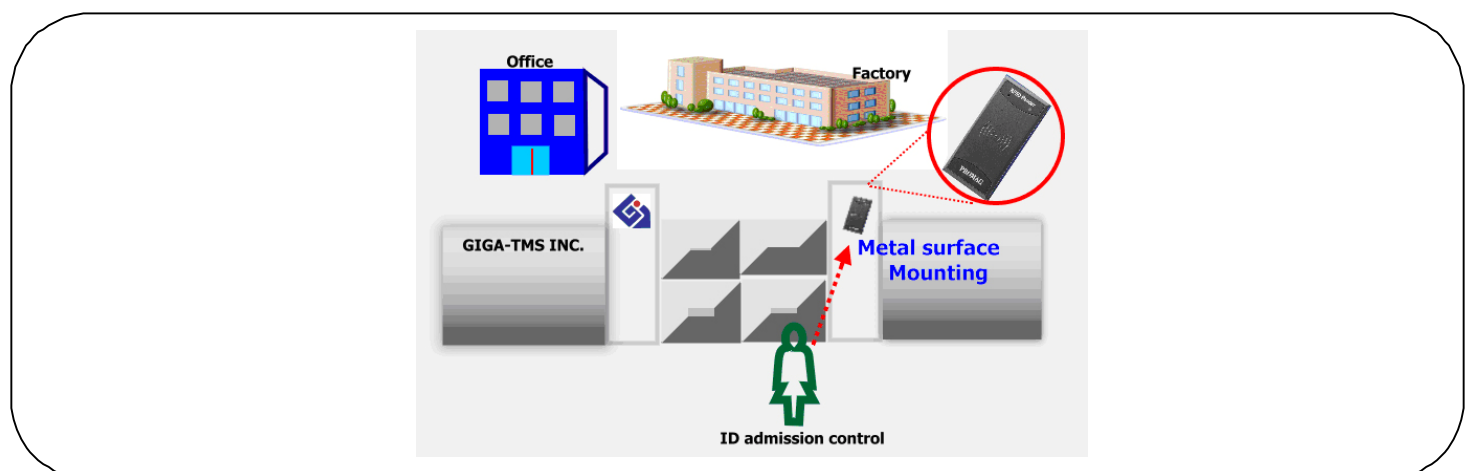 Office
Factory
GIGA-TMS INC.
Metal surface
Mounting
ID admission control